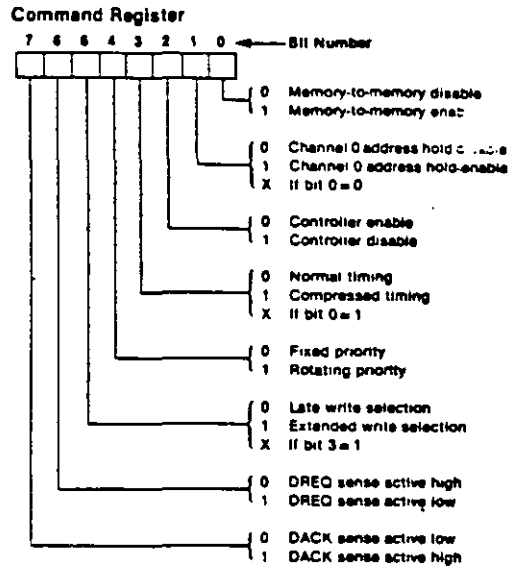 Command Register
7 6 5 4 3 2 1 0 Bit Number
0 Memory-to-memory disable
1 Memory-to-memory enab
0 Channel 0 address hold
1 Channel 0 address hold-enable
X If bit 0 = 0
0 Controller enable
1 Controller disable
0 Normal timing
1 Compressed timing
X If bit 0 = 1
0 Fixed priority
1 Rotating priority
0 Late write selection
1 Extended write selection
X If bit 3 = 1
0 DREQ sense active high
1 DREQ sense active low
0 DACK sense active low
1 DACK sense active high